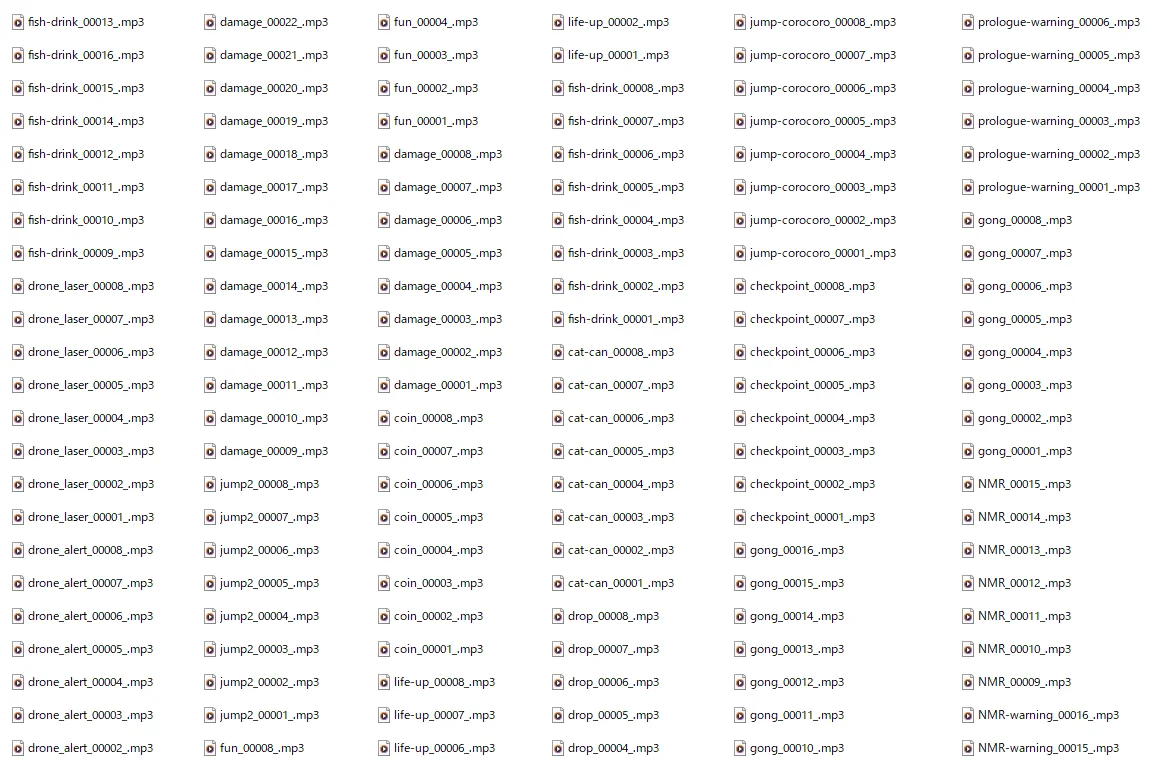 fish-drink_00013_.mp3
fish-drink_00016_.mp3
fish-drink_00015_.mp3
fish-drink_00014_.mp3
fish-drink_00012_.mp3
fish-drink_00011_.mp3
fish-drink_00010_.mp3
fish-drink_00009_.mp3
drone_laser_00008_.mp3
drone_laser_00007_.mp3
drone_laser_00006_.mp3
drone_laser_00005_.mp3
drone_laser_00004_.mp3
drone_laser_00003_.mp3
drone_laser_00002_.mp3
drone_laser_00001_.mp3
drone_alert_00008_.mp3
drone_alert_00007_.mp3
drone_alert_00006_.mp3
drone_alert_00005_.mp3
drone_alert_00004_.mp3
drone_alert_00003_.mp3
drone_alert_00002_.mp3
damage_00022_.mp3
damage_00021_.mp3
damage_00020_.mp3
damage_00019_.mp3
damage_00018_.mp3
damage_00017_.mp3
damage_00016_.mp3
damage_00015_.mp3
damage_00014_.mp3
damage_00013_.mp3
damage_00012_.mp3
damage_00011_.mp3
damage_00010_.mp3
damage_00009_.mp3
jump2_00008_.mp3
jump2_00007_.mp3
jump2_00006_.mp3
jump2_00005_.mp3
jump2_00004_.mp3
jump2_00003_.mp3
jump2_00002_.mp3
jump2_00001_.mp3
fun_00008_.mp3
fun_00004_.mp3
fun_00003_.mp3
fun_00002_.mp3
fun_00001_.mp3
damage_00008_.mp3
damage_00007_.mp3
damage_00006_.mp3
damage_00005_.mp3
damage_00004_.mp3
damage_00003_.mp3
damage_00002_.mp3
damage_00001_.mp3
coin_00008_.mp3
coin_00007_.mp3
coin_00006_.mp3
coin_00005_.mp3
coin_00004_.mp3
coin_00003_.mp3
coin_00002_.mp3
coin_00001_.mp3
life-up_00008_.mp3
life-up_00007_.mp3
life-up_00006_.mp3
life-up_00002_.mp3
life-up_00001_.mp3
fish-drink_00008_.mp3
fish-drink_00007_.mp3
fish-drink_00006_.mp3
fish-drink_00005_.mp3
fish-drink_00004_.mp3
fish-drink_00003_.mp3
fish-drink_00002_.mp3
fish-drink_00001_.mp3
cat-can_00008_.mp3
cat-can_00007_.mp3
cat-can_00006_.mp3
cat-can_00005_.mp3
cat-can_00004_.mp3
cat-can_00003_.mp3
cat-can_00002_.mp3
cat-can_00001_.mp3
drop_00008_.mp3
drop_00007_.mp3
drop_00006_.mp3
drop_00005_.mp3
drop_00004_.mp3
jump-corocoro_00008_.mp3
jump-corocoro_00007_.mp3
jump-corocoro_00006_.mp3
jump-corocoro_00005_.mp3
jump-corocoro_00004_.mp3
jump-corocoro_00003_.mp3
jump-corocoro_00002_.mp3
jump-corocoro_00001_.mp3
checkpoint_00008_.mp3
checkpoint_00007_.mp3
checkpoint_00006_.mp3
checkpoint_00005_.mp3
checkpoint_00004_.mp3
checkpoint_00003_.mp3
checkpoint_00002_.mp3
checkpoint_00001_.mp3
gong_00016_.mp3
gong_00015_.mp3
gong_00014_.mp3
gong_00013_.mp3
gong_00012_.mp3
gong_00011_.mp3
gong_00010_.mp3
prologue-warning_00006_.mp3
prologue-warning_00005_.mp3
prologue-warning_00004_.mp3
prologue-warning_00003_.mp3
prologue-warning_00002_.mp3
prologue-warning_00001_.mp3
gong_00008_.mp3
gong_00007_.mp3
gong_00006_.mp3
gong_00005_.mp3
gong_00004_.mp3
gong_00003_.mp3
gong_00002_.mp3
gong_00001_.mp3
NMR_00015_.mp3
NMR_00014_.mp3
NMR_00013_.mp3
NMR_00012_.mp3
NMR_00011_.mp3
NMR_00010_.mp3
NMR_00009_.mp3
NMR-warning_00016_.mp3
NMR-warning_00015_.mp3